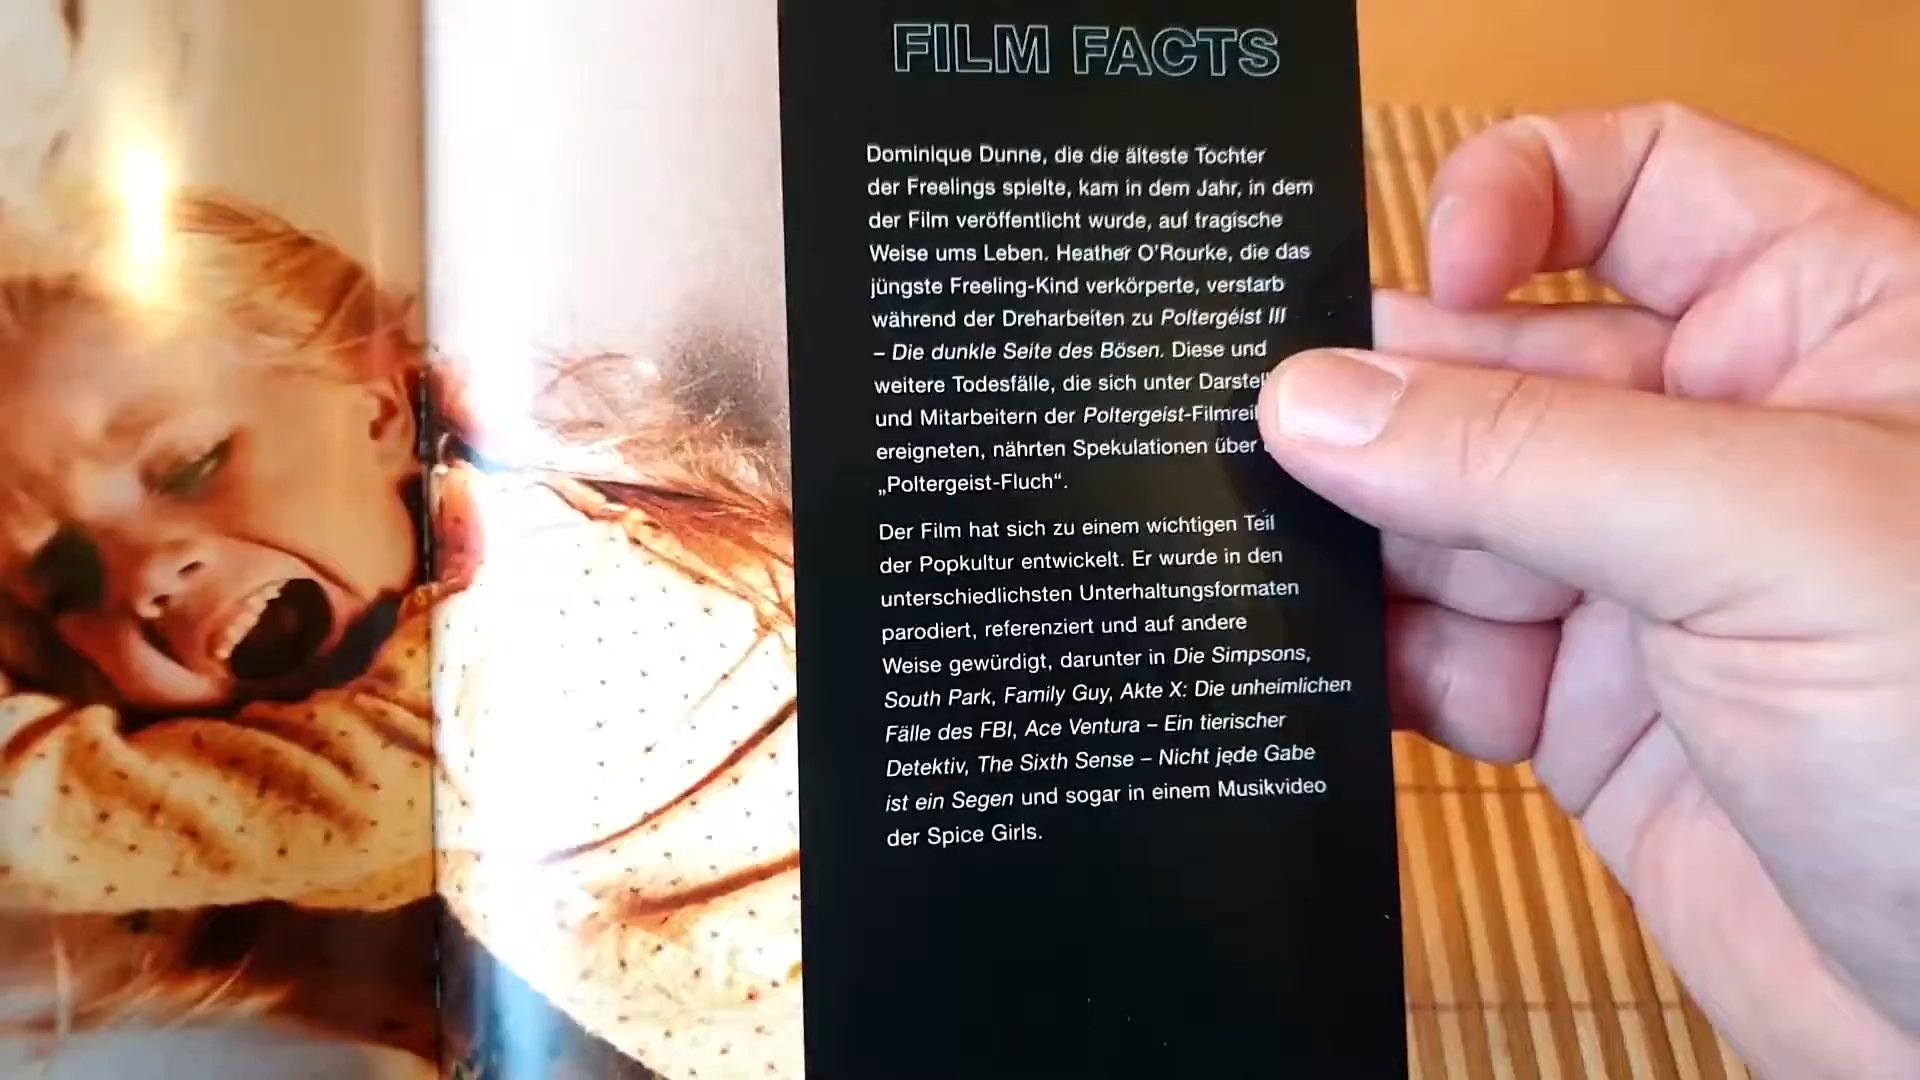 FILM FACTS
Dominique Dunne, die die älteste Tochter
der Freelings spielte, kam in dem Jahr, in dem
der Film veröffentlicht wurde, auf tragische
Weise ums Leben. Heather O'Rourke, die das
jüngste Freeling-Kind verkörperte, verstarb
während der Dreharbeiten zu Poltergeist III
– Die dunkle Seite des Bösen. Diese und
weitere Todesfälle, die sich unter
und Mitarbeitern der
ereigneten, nährten Spekulationen über
„Poltergeist-Fluch“.
Der Film hat sich zu einem wichtigen Teil
der Popkultur entwickelt. Er wurde in den
unterschiedlichsten Unterhaltungsformaten
parodiert, referenziert und auf andere
Weise gewürdigt, darunter in Die Simpsons,
South Park, Family Guy, Akte X: Die unheimlichen
Fälle des FBI, Ace Ventura – Ein tierischer
Detektiv, The Sixth Sense – Nicht jede Gabe
ist ein Segen und sogar in einem Musikvideo
der Spice Girls.